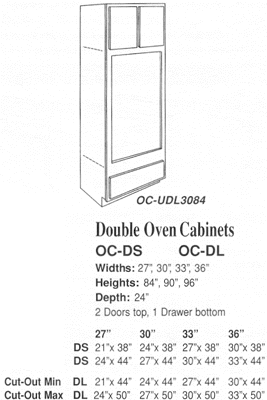 OC-UDL3084
Double Oven Cabinets
OC-DS OC-DL
Widths: 27", 30", 33", 36"
Heights: 84", 90", 96"
Depth: 24"
2 Doors top, 1 Drawer bottom
27" 30" 33" 36"
DS 21"x 38" 24"x 38" 27"x 38" 30"x 38"
DS 24"x 44" 27"x 44" 30"x 44" 33"x 44"
Cut-Out Min DL 21"x 44" 24"x 44" 27"x 44" 30"x 44"
Cut-Out Max DL 24"x 50" 27"x 50" 30"x 50" 33"x 50"